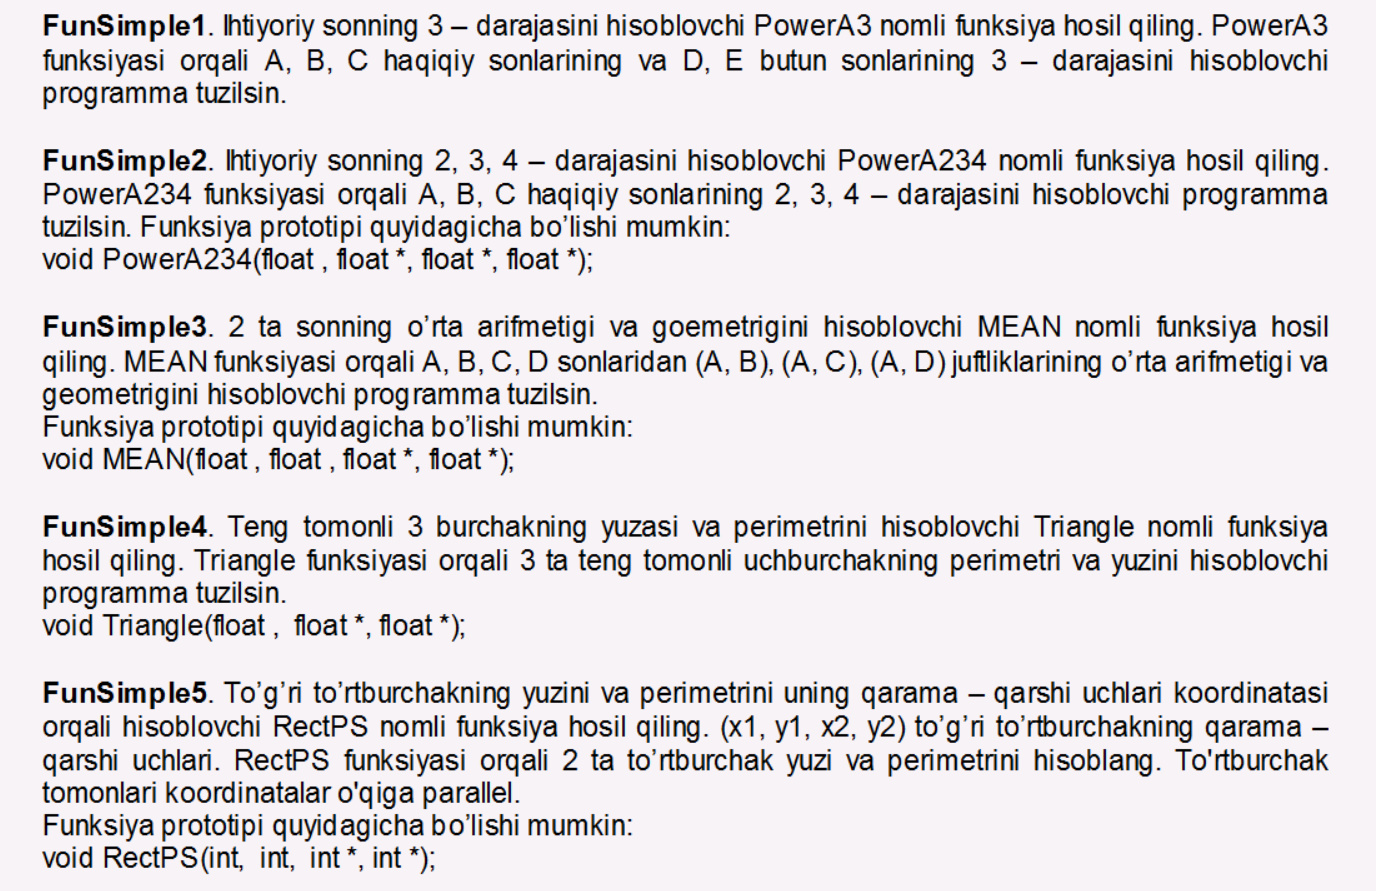 FunSimple1. Ihtiyoriy sonning 3 – darajasini hisoblovchi PowerA3 nomli funksiya hosil qiling. PowerA3
funksiyasi orqali A, B, C haqiqiy sonlarining va D, E butun sonlarining 3 – darajasini hisoblovchi
programma tuzilsin.
FunSimple2. Ihtiyoriy sonning 2, 3, 4 – darajasini hisoblovchi PowerA234 nomli funksiya hosil qiling.
PowerA234 funksiyasi orqali A, B, C haqiqiy sonlarining 2, 3, 4 – darajasini hisoblovchi programma
tuzilsin. Funksiya prototipi quyidagicha bo’lishi mumkin:
void PowerA234(float , float *, float *, float *);
FunSimple3. 2 ta sonning o’rta arifmetigi va goemetrigini hisoblovchi MEAN nomli funksiya hosil
qiling. MEAN funksiyasi orqali A, B, C, D sonlaridan (A, B), (A, C), (A, D) juftliklarining o’rta arifmetigi va
geometrigini hisoblovchi programma tuzilsin.
Funksiya prototipi quyidagicha bo’lishi mumkin:
void MEAN(float , float , float *, float *);
FunSimple4. Teng tomonli 3 burchakning yuzasi va perimetrini hisoblovchi Triangle nomli funksiya
hosil qiling. Triangle funksiyasi orqali 3 ta teng tomonli uchburchakning perimetri va yuzini hisoblovchi
programma tuzilsin.
void Triangle(float , float *, float *);
FunSimple5. To’g’ri to’rtburchakning yuzini va perimetrini uning qarama – qarshi uchlari koordinatasi
orqali hisoblovchi RectPS nomli funksiya hosil qiling. (x1, y1, x2, y2) to’g’ri to’rtburchakning qarama –
qarshi uchlari. RectPS funksiyasi orqali 2 ta to’rtburchak yuzi va perimetrini hisoblang. To'rtburchak
tomonlari koordinatalar o'qiga parallel.
Funksiya prototipi quyidagicha bo’lishi mumkin:
void RectPS(int, int, int *, int *);